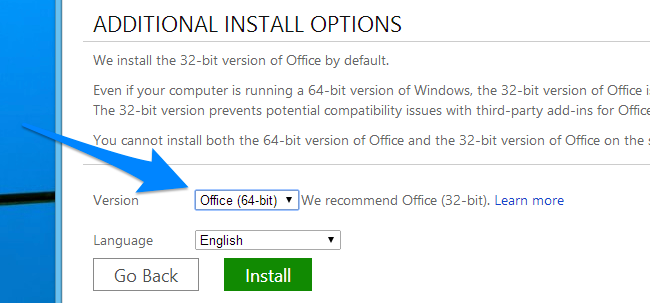 ADDITIONAL INSTALL OPTIONS
We install the 32-bit version of Office by default.
Even if your computer is running a 64-bit version of Windows, the 32-bit version of Office is
The 32-bit version prevents potential compatibility issues with third-party add-ins for Office
You cannot install both the 64-bit version of Office and the 32-bit version of Office on the s
Version Office (64-bit) We recommend Office (32-bit). Learn more
Language English
Go Back Install